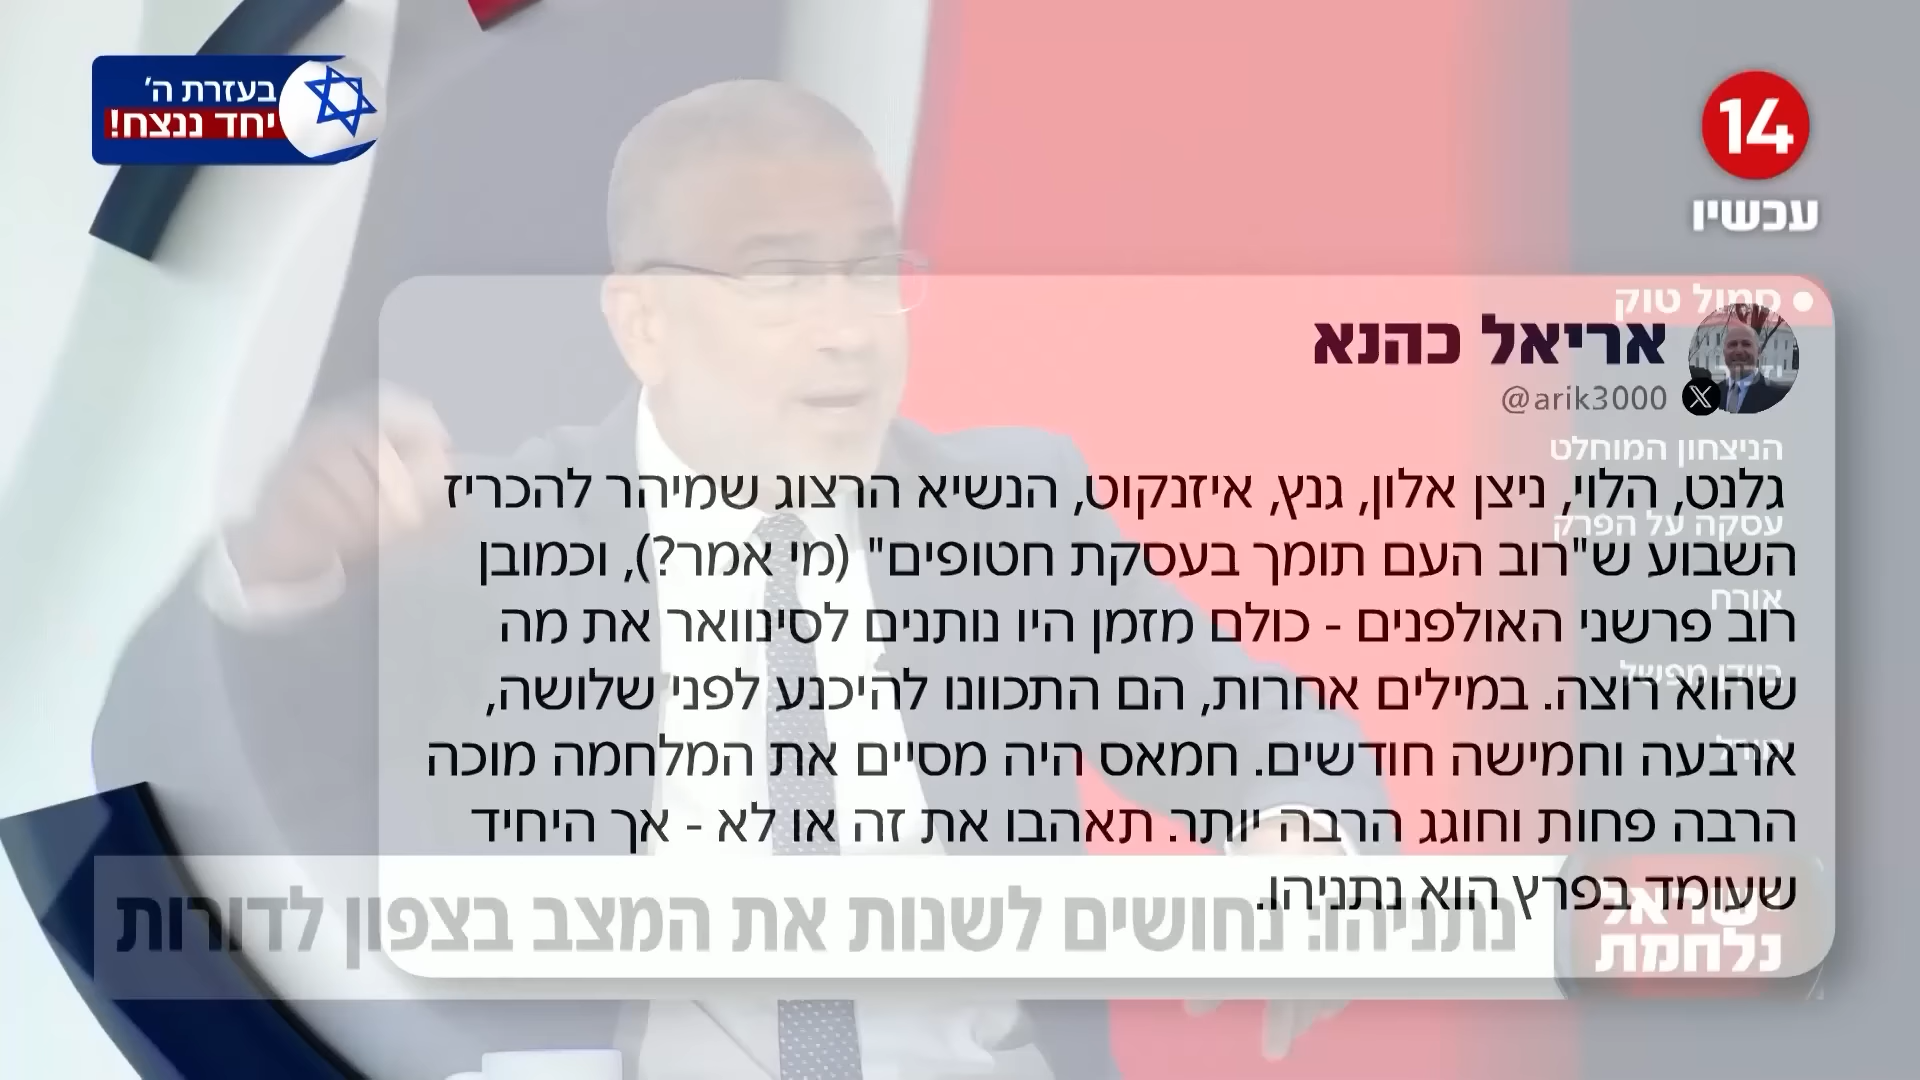 בעזרת ה'
יחד ננצח!
14
עכשיו
סמול טוק
אריאל כהנא
@arik3000
הניצחון המוחלט
גלנט, הלוי, ניצן אלון, גנץ, איזנקוט, הנשיא הרצוג שמיהר להכריז
עסקה על הפרק
השבוע ש"רוב העם תומך בעסקת חטופים" (מי אמר?), וכמובן
אורח
רוב פרשני האולפנים - כולם מזמן היו נותנים לסינוואר את מה
ביידן מפשל
שהוא רוצה. במילים אחרות, הם התכוונו להיכנע לפני שלושה,
ארבעה וחמישה חודשים. חמאס היה מסיים את המלחמה מוכה
הרבה פחות וחוגג הרבה יותר. תאהבו את זה או לא - אך היחיד
שעומד בפרץ הוא נתניהו.
נתניהו: נחושים לשנות את המצב בצפון לדורות
ישראל
נלחמת